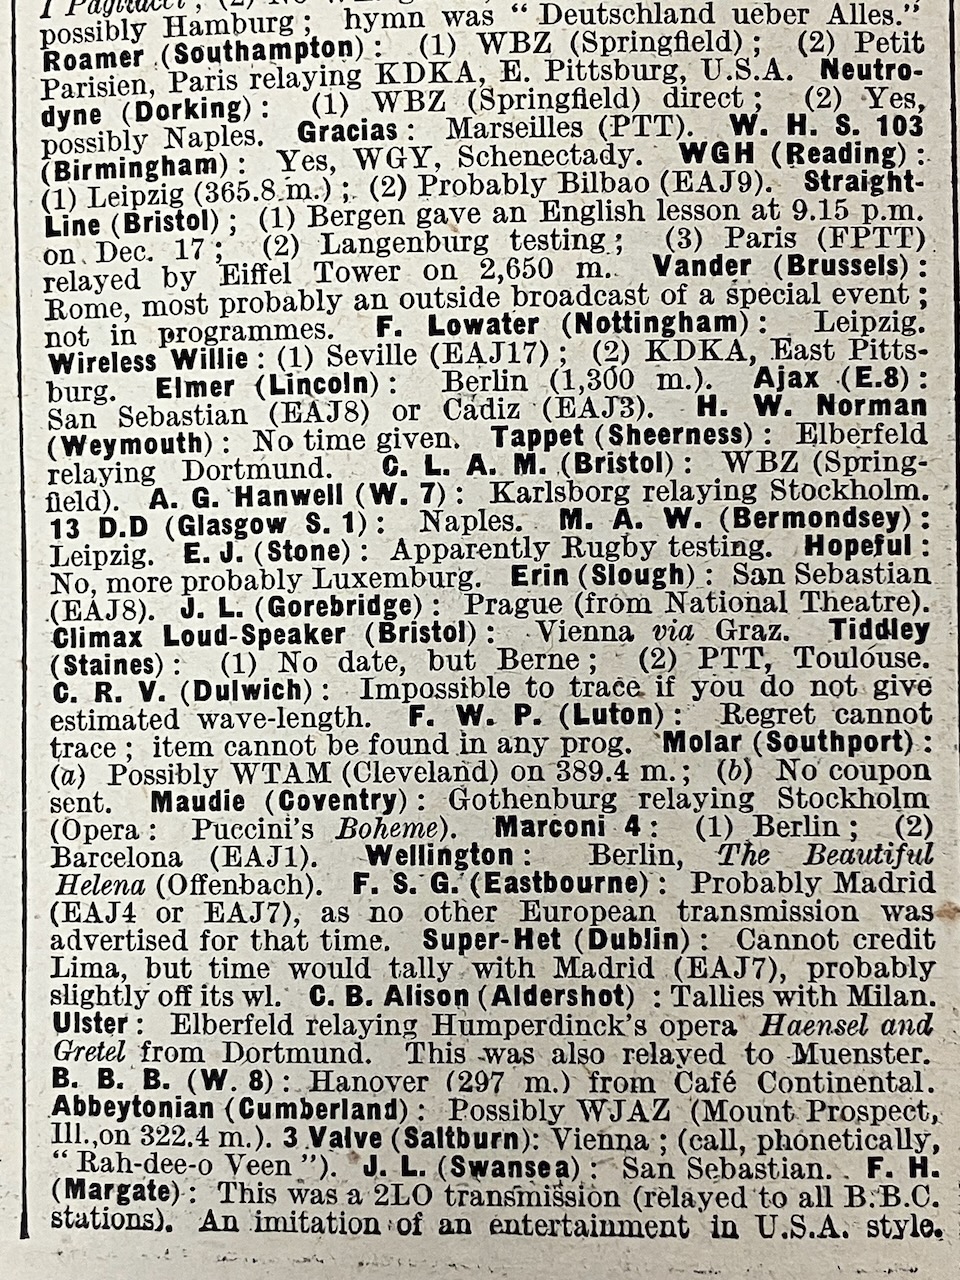 I Pagliacci; (2) No
possibly Hamburg; hymn was “ Deutschland ueber Alles.”
Roamer (Southampton): (1) WBZ (Springfield); (2) Petit
Parisien, Paris relaying KDKA, E. Pittsburg, U.S.A. Neutro-
dyne (Dorking): (1) WBZ (Springfield) direct; (2) Yes,
possibly Naples. Gracias: Marseilles (PTT). W. H. S. 103
(Birmingham): Yes, WGY, Schenectady. WGH (Reading):
(1) Leipzig (365.8 m.); (2) Probably Bilbao (EAJ9). Straight-
Line (Bristol); (1) Bergen gave an English lesson at 9.15 p.m.
on Dec. 17; (2) Langenburg testing; (3) Paris (FPTT)
relayed by Eiffel Tower on 2,650 m. Vander (Brussels):
Rome, most probably an outside broadcast of a special event;
not in programmes. F. Lowater (Nottingham): Leipzig.
Wireless Willie: (1) Seville (EAJ17); (2) KDKA, East Pitts-
burg. Elmer (Lincoln): Berlin (1,300 m.). Ajax (E.8):
San Sebastian (EAJ8) or Cadiz (EAJ3). H. W. Norman
(Weymouth): No time given. Tappet (Sheerness): Elberfeld
relaying Dortmund. C. L. A. M. (Bristol): WBZ (Spring-
field). A. G. Hanwell (W. 7): Karlsborg relaying Stockholm.
13 D.D (Glasgow S. 1): Naples. M. A. W. (Bermondsey):
Leipzig. E. J. (Stone): Apparently Rugby testing. Hopeful:
No, more probably Luxemburg. Erin (Slough): San Sebastian
(EAJ8). J. L. (Gorebridge): Prague (from National Theatre).
Climax Loud-Speaker (Bristol): Vienna via Graz. Tiddley
(Staines): (1) No date, but Berne; (2) PTT, Toulouse.
C. R. V. (Dulwich): Impossible to trace if you do not give
estimated wave-length. F. W. P. (Luton): Regret cannot
trace; item cannot be found in any prog. Molar (Southport):
(a) Possibly WTAM (Cleveland) on 389.4 m.; (b) No coupon
sent. Maudie (Coventry): Gothenburg relaying Stockholm
(Opera: Puccini's Boheme). Marconi 4: (1) Berlin; (2)
Barcelona (EAJ1). Wellington: Berlin, The Beautiful
Helena (Offenbach). F. S. G. (Eastbourne): Probably Madrid
(EAJ4 or EAJ7), as no other European transmission was
advertised for that time. Super-Het (Dublin): Cannot credit
Lima, but time would tally with Madrid (EAJ7), probably
slightly off its wl. C. B. Alison (Aldershot) : Tallies with Milan.
Ulster: Elberfeld relaying Humperdinck's opera Haensel and
Gretel from Dortmund. This was also relayed to Muenster.
B. B. B. (W. 8): Hanover (297 m.) from Café Continental.
Abbeytonian (Cumberland): Possibly WJAZ (Mount Prospect,
Ill.,on 322.4 m.). 3 Valve (Saltburn): Vienna; (call, phonetically,
“ Rah-dee-o Veen ”). J. L. (Swansea): San Sebastian. F. H.
(Margate): This was a 2LO transmission (relayed to all B.B.C.
stations). An imitation of an entertainment in U.S.A. style.